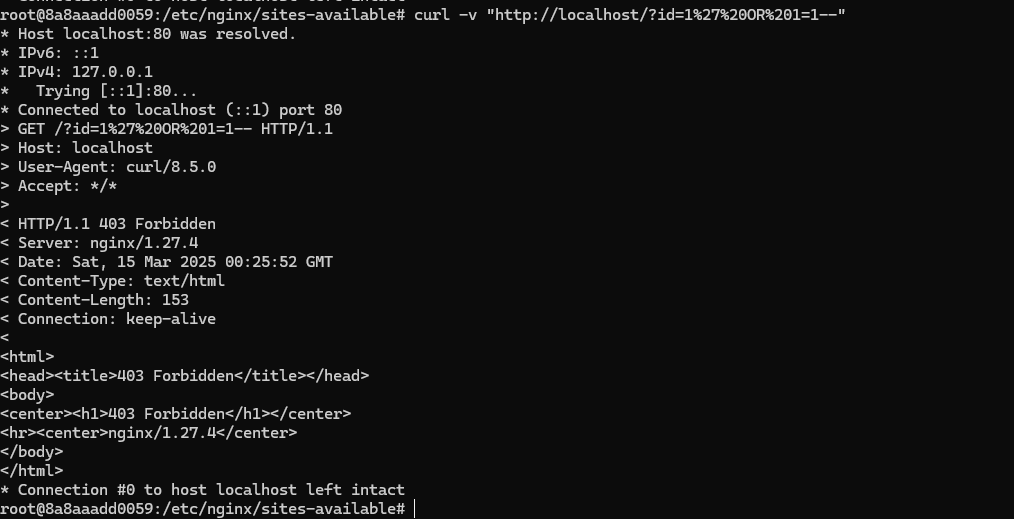 root@8a8aaadd0059:/etc/nginx/sites-available# curl -v "http://localhost/?id=1%27%20OR%201=1--"
* Host localhost:80 was resolved.
* IPv6: ::1
* IPv4: 127.0.0.1
*   Trying [::1]:80...
* Connected to localhost (::1) port 80
> GET /?id=1%27%20OR%201=1-- HTTP/1.1
> Host: localhost
> User-Agent: curl/8.5.0
> Accept: */*
>
< HTTP/1.1 403 Forbidden
< Server: nginx/1.27.4
< Date: Sat, 15 Mar 2025 00:25:52 GMT
< Content-Type: text/html
< Content-Length: 153
< Connection: keep-alive
<
<html>
<head><title>403 Forbidden</title></head>
<body>
<center><h1>403 Forbidden</h1></center>
<hr><center>nginx/1.27.4</center>
</body>
</html>
* Connection #0 to host localhost left intact
root@8a8aaadd0059:/etc/nginx/sites-available#